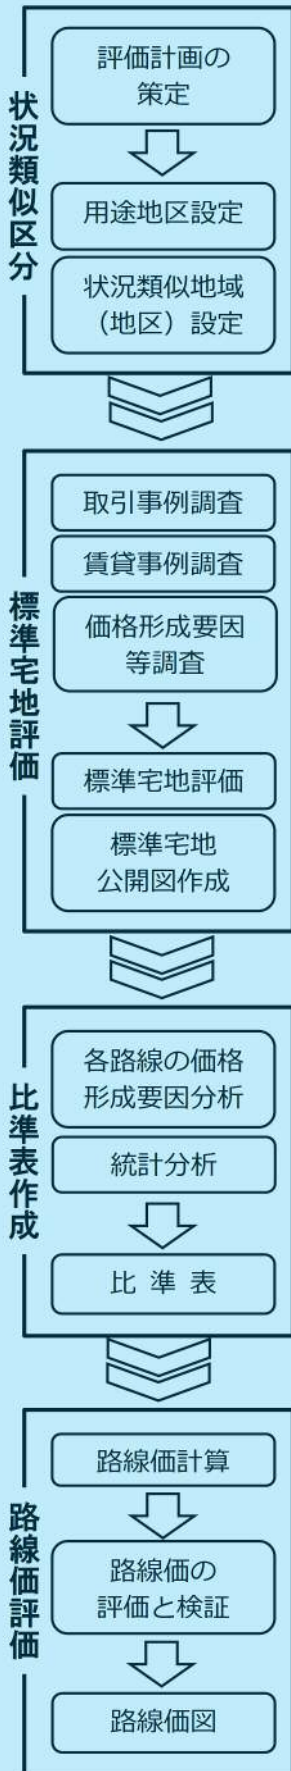 状況類似区分
評価計画の
策定
用途地区設定
状況類似地域
（地区）設定
標準宅地評価
取引事例調査
賃貸事例調査
価格形成要因
等調査
標準宅地評価
標準宅地
公開図作成
比準表作成
各路線の価格
形成要因分析
統計分析
比 準 表
路線価評価
路線価計算
路線価の
評価と検証
路線価図